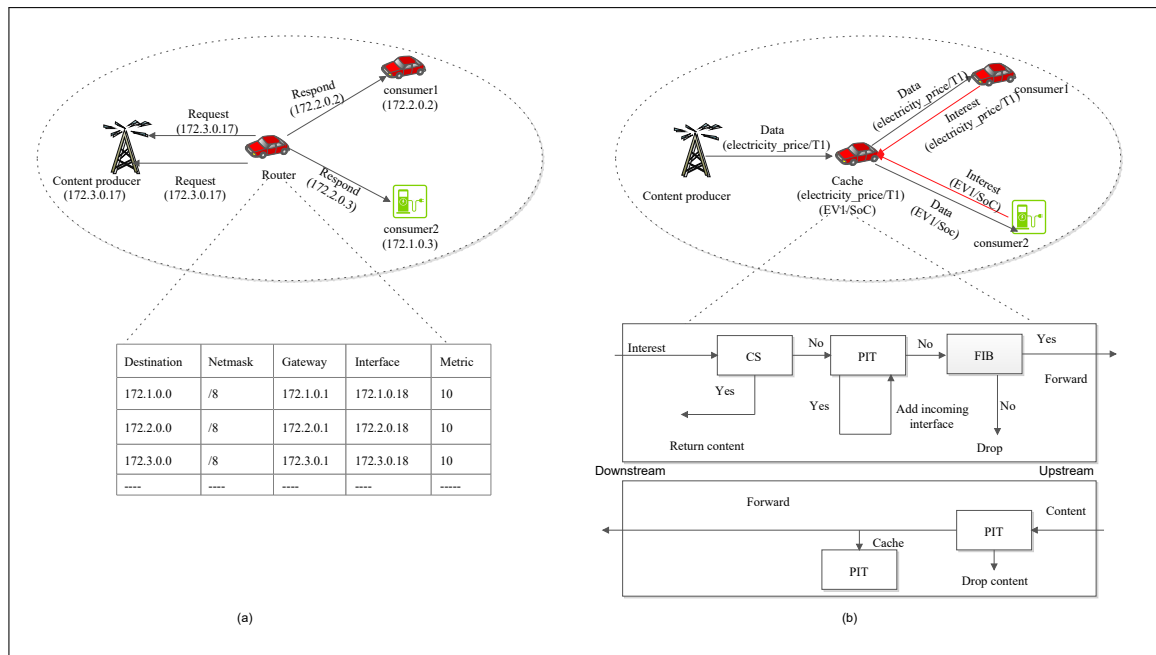 Respond
(172.2.0.2)
consumer1
(172.2.0.2)
Request
(172.3.0.17)
Content producer
(172.3.0.17)
Request
(172.3.0.17)
Router
Respond
(172.2.0.3)
consumer2
(172.1.0.3)
Destination Netmask Gateway Interface Metric
172.1.0.0 /8 172.1.0.1 172.1.0.18 10
172.2.0.0 /8 172.2.0.1 172.2.0.18 10
172.3.0.0 /8 172.3.0.1 172.3.0.18 10
---- ---- ---- ---- -----
(a)
Data
(electricity_price/T1)
consumer1
Interest
(electricity_price/T1)
Data
(electricity_price/T1)
Content producer
Cache
(electricity_price/T1)
(EV1/SoC)
Interest
(EV1/SoC)
Data
(EV1/Soc)
consumer2
Interest
CS
No
PIT
No
FIB
Yes
Forward
Yes
Return content
Yes
Add incoming
interface
No
Drop
Downstream
Upstream
Forward
Content
PIT
Cache
PIT
Drop content
(b)